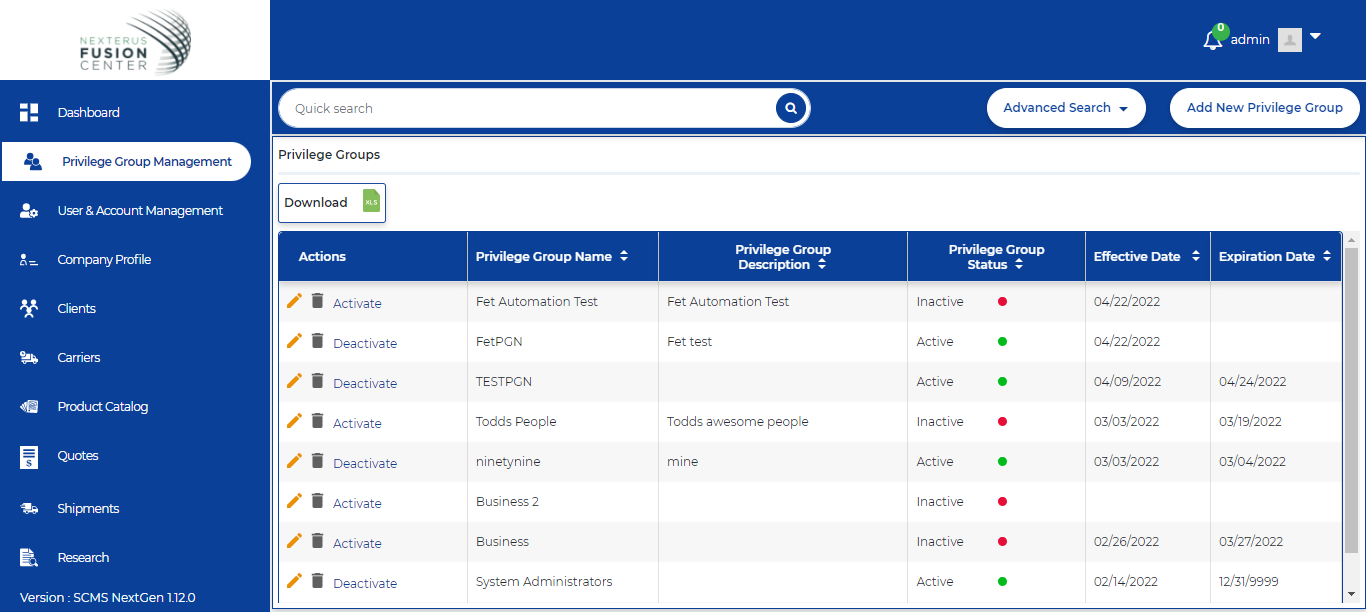 NEXTERUS
FUSION
CENTER
0
admin
Dashboard
Privilege Group Management
User & Account Management
Company Profile
Clients
Carriers
Product Catalog
Quotes
Shipments
Research
Version : SCMS NextGen 1.12.0
Quick search
Advanced Search
Add New Privilege Group
Privilege Groups
Download XLS
Actions Privilege Group Name Privilege Group Description Privilege Group Status Effective Date Expiration Date
Activate Fet Automation Test Fet Automation Test Inactive 04/22/2022
Deactivate FetPGN Fet test Active 04/22/2022
Deactivate TESTPGN Active 04/09/2022 04/24/2022
Activate Todds People Todds awesome people Inactive 03/03/2022 03/19/2022
Deactivate ninetynine mine Active 03/03/2022 03/04/2022
Activate Business 2 Inactive
Activate Business Inactive 02/26/2022 03/27/2022
Deactivate System Administrators Active 02/14/2022 12/31/9999